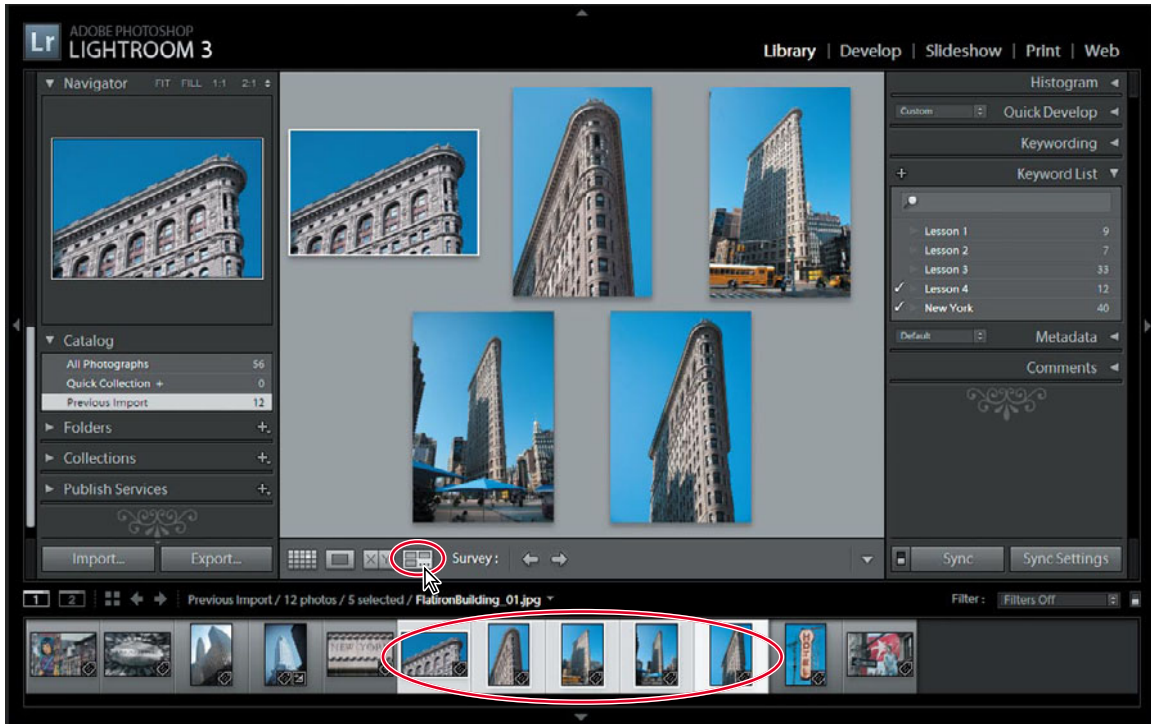 Lr
ADOBE PHOTOSHOP
LIGHTROOM 3
Library | Develop | Slideshow | Print | Web
Navigator FIT FILL 1:1 2:1
Histogram
Custom Quick Develop
Keywording
+ Keyword List
Lesson 1 9
Lesson 2 7
Lesson 3 33
✓ Lesson 4 12
✓ New York 40
Default Metadata
Comments
Catalog
All Photographs 56
Quick Collection + 0
Previous Import 12
Folders +
Collections +
Publish Services +
Import... Export...
X Y Survey :
Sync Sync Settings
1 2 Previous Import / 12 photos / 5 selected / FlatironBuilding_01.jpg
Filter : Filters Off
NEW YORK
HOTEL